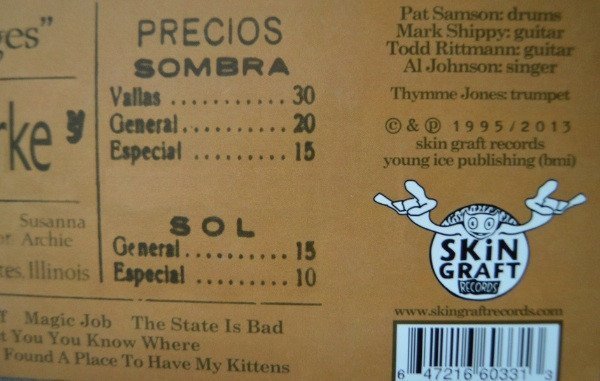 ges”
rke
Susanna
or Archie
tes, Illinois
PRECIOS
SOMBRA
Vallas ........... 30
General.......... 20
Especial ......... 15
SOL
General.......... 15
Especial ......... 10
Magic Job The State Is Bad
t You You Know Where
Found A Place To Have My Kittens
Pat Samson: drums
Mark Shippy: guitar
Todd Rittmann: guitar
Al Johnson: singer
Thymme Jones: trumpet
© & ℗ 1995/2013
skin graft records
young ice publishing (bmi)
SKiN
GRAFT
RECORDS
www.skingraftrecords.com
6 47216 60331 3